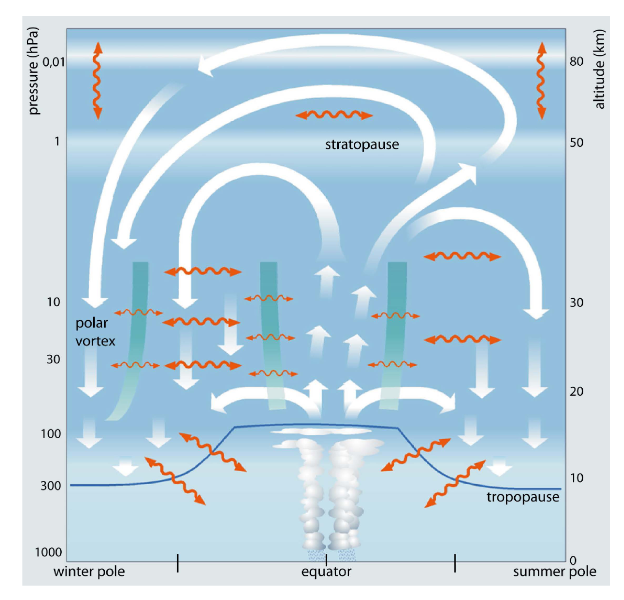 pressure (hPa)
altitude (km)
0,01
80
stratopause
1
50
10
30
polar
vortex
30
20
100
300
10
tropopause
1000
0
winter pole
equator
summer pole